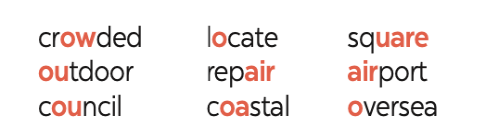 crowded locate square
outdoor repair airport
council coastal oversea